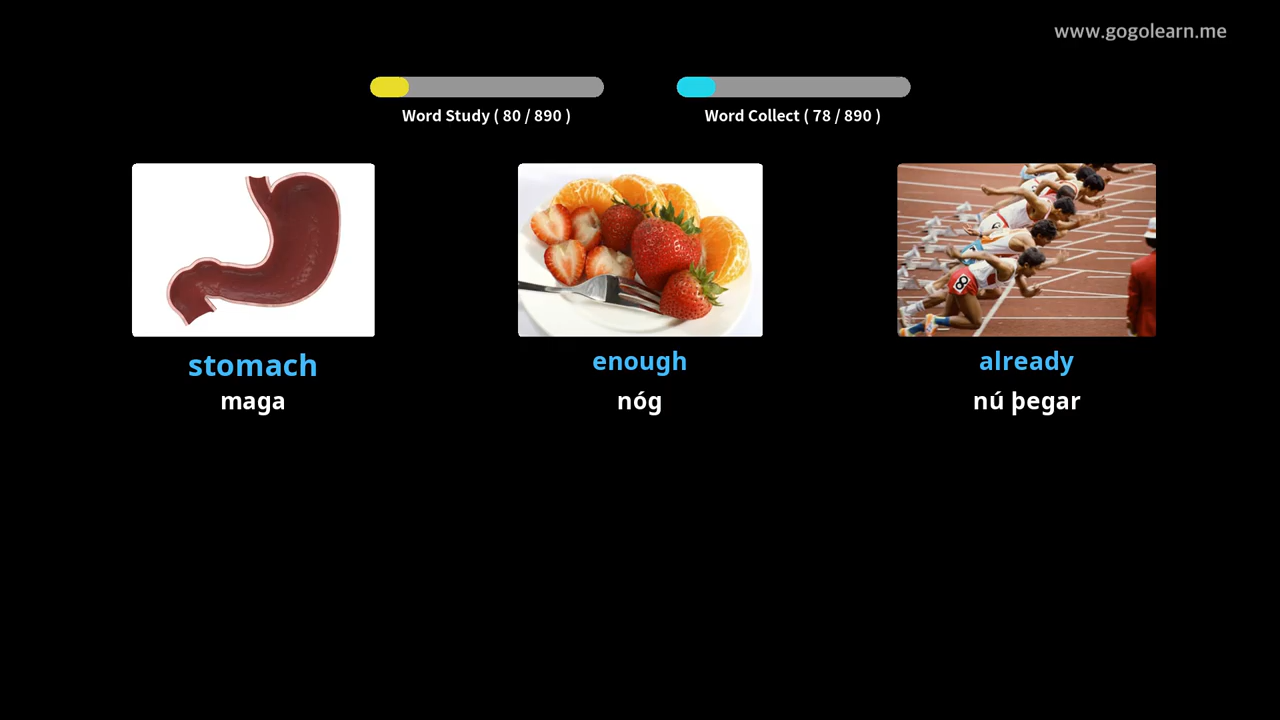 www.gogolearn.me
Word Study ( 80 / 890 )
Word Collect ( 78 / 890 )
stomach
maga
enough
nóg
already
nú þegar